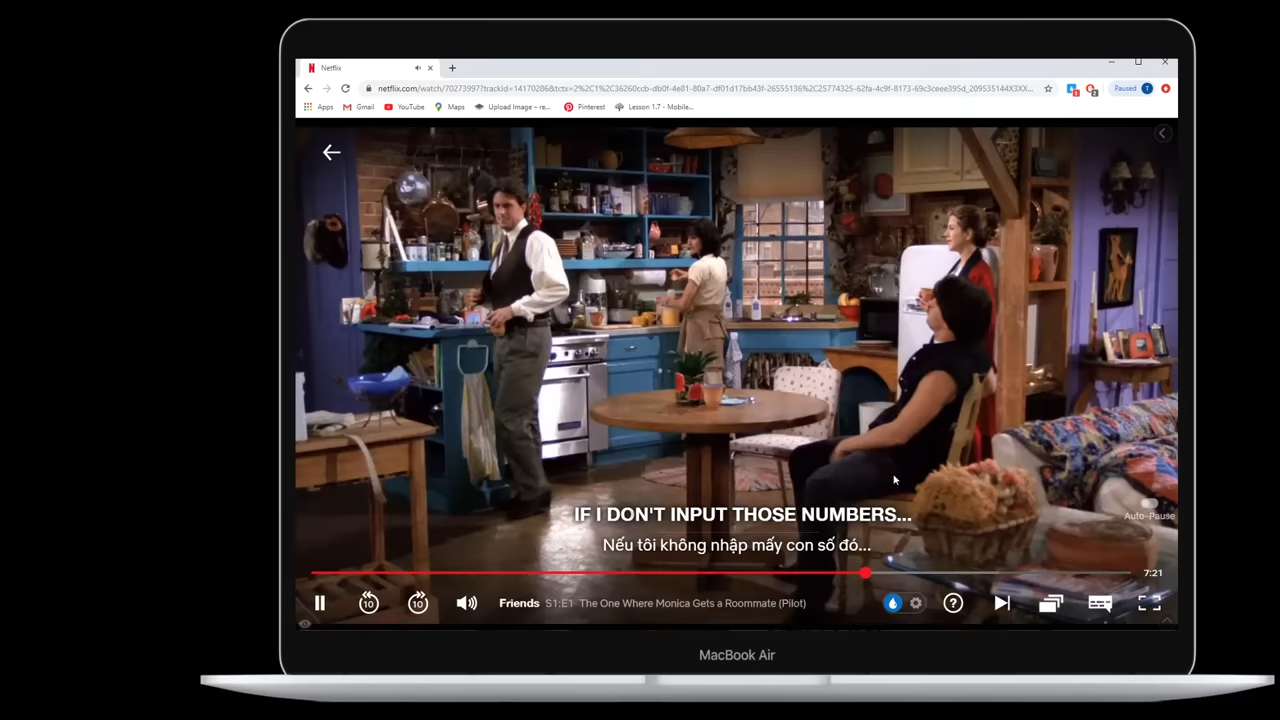 Netflix
netflix.com/watch/70273997?trackId=14170286&tctx=2%2C1%2C36260ccb-db0f-4e81-80a7-df01d17bb43f-26555136%2C25774325-62fa-4c9f-8173-69c3ceee395d_209535144X3XX...
Paused T
Apps Gmail YouTube Maps Upload Image – re... Pinterest Lesson 1.7 - Mobile...
IF I DON'T INPUT THOSE NUMBERS...
Auto-Pause
Nếu tôi không nhập mấy con số đó...
7:21
10 10 Friends S1:E1 The One Where Monica Gets a Roommate (Pilot) ?
MacBook Air